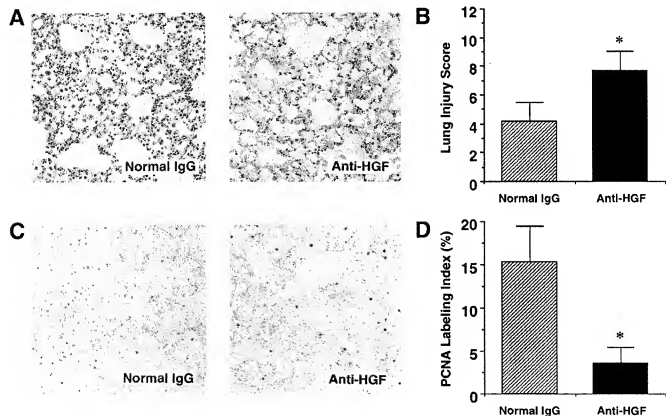 A
Normal IgG
Anti-HGF
B
Lung Injury Score
12
10
8
6
4
2
0
*
Normal IgG
Anti-HGF
C
Normal IgG
Anti-HGF
D
PCNA Labeling Index (%)
20
15
10
5
0
*
Normal IgG
Anti-HGF